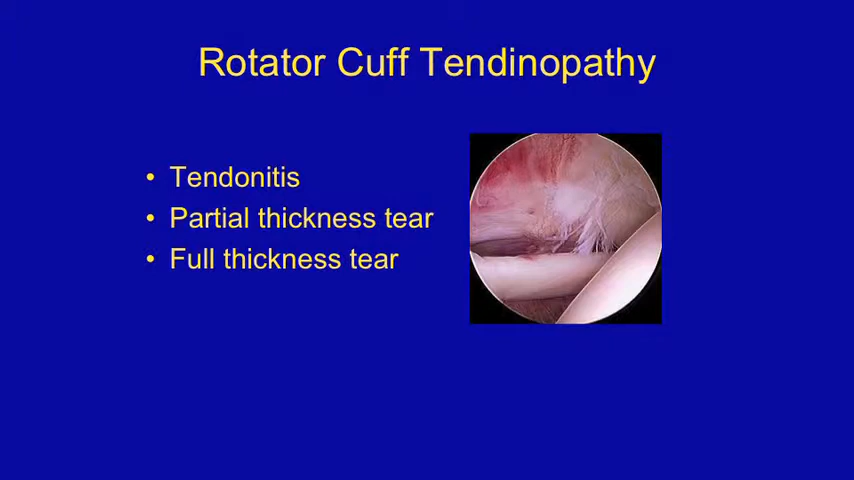 Rotator Cuff Tendinopathy
• Tendonitis
• Partial thickness tear
• Full thickness tear